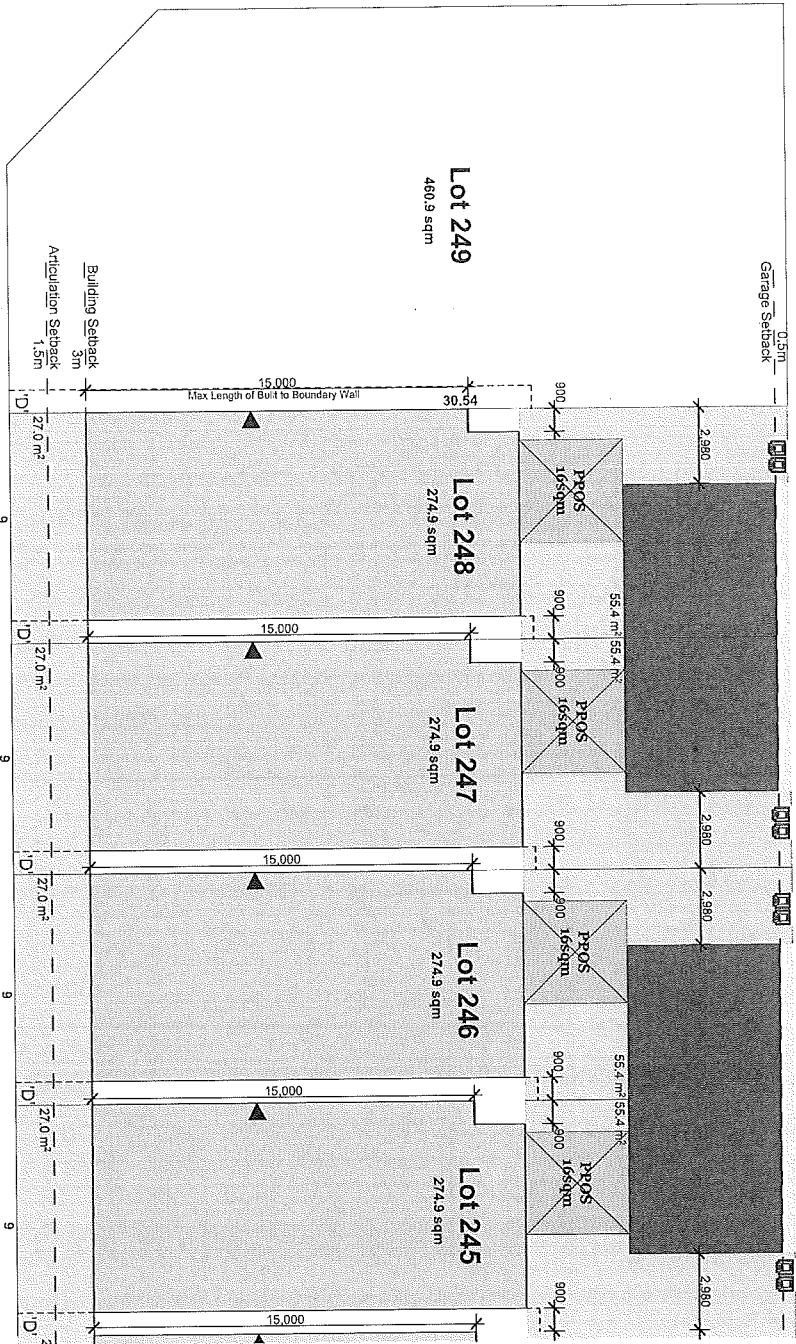 0.5m
Garage Setback
Lot 249
460.9 sqm
Building Setback
3m
Articulation Setback
1.5m
15.000
Max Length of Built to Boundary Wall
30.54
900
2.980
'D'
27.0 m²
PPOS
16sqm
Lot 248
274.9 sqm
9
900
55.4 m²
55.4 m²
15,000
900
'D'
27.0 m²
PPOS
16sqm
Lot 247
274.9 sqm
9
900
2.980
2.980
15,000
900
'D'
27.0 m²
PPOS
16sqm
Lot 246
274.9 sqm
9
900
55.4 m²
55.4 m²
15,000
900
'D'
27.0 m²
PPOS
16sqm
Lot 245
274.9 sqm
9
900
2.980
15,000
'D'
2